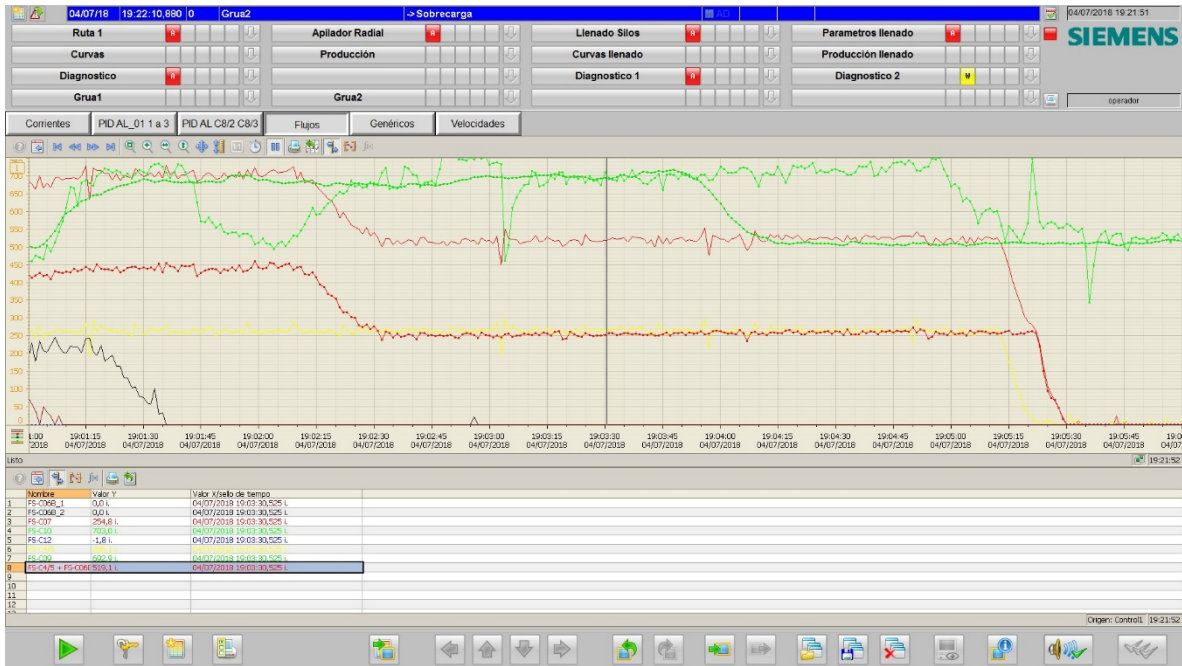 04/07/18 19:22:10,880 0 Grua2 ->Sobrecarga AD
04/07/2018 19:21:51
Ruta 1 A Apilador Radial A Llenado Silos A Parametros llenado A
SIEMENS
Curvas Producción Curvas llenado Producción llenado
Diagnostico A Diagnostico 1 A Diagnostico 2 W
Grua1 Grua2 operador
Corrientes PID AL_01 1 a 3 PID AL C8/2 C8/3 Flujos Genéricos Velocidades
1
700
650
600
550
500
450
400
350
300
250
200
150
100
50
0
1:00 19:01:15 19:01:30 19:01:45 19:02:00 19:02:15 19:02:30 19:02:45 19:03:00 19:03:15 19:03:30 19:03:45 19:04:00 19:04:15 19:04:30 19:04:45 19:05:00 19:05:15 19:05:30 19:05:45 19:0
2018 04/07/2018 04/07/2018 04/07/2018 04/07/2018 04/07/2018 04/07/2018 04/07/2018 04/07/2018 04/07/2018 04/07/2018 04/07/2018 04/07/2018 04/07/2018 04/07/2018 04/07/2018 04/07/2018 04/07/2018 04/07/2018 04/07/2018 04/07
Listo 19:21:52
Nombre Valor Y Valor X/sello de tiempo
1 FS-C06B_1 0,0 i. 04/07/2018 19:03:30,525 i.
2 FS-C06B_2 0,0 i. 04/07/2018 19:03:30,525 i.
3 FS-C07 254,8 i. 04/07/2018 19:03:30,525 i.
4 FS-C10 703,0 i. 04/07/2018 19:03:30,525 i.
5 FS-C12 -1,8 i. 04/07/2018 19:03:30,525 i.
6
7 FS-C09 692,9 i. 04/07/2018 19:03:30,525 i.
8 FS-C4/5 + FS-C06B 519,1 i. 04/07/2018 19:03:30,525 i.
9
10
11
12
Origen: Control1 19:21:52